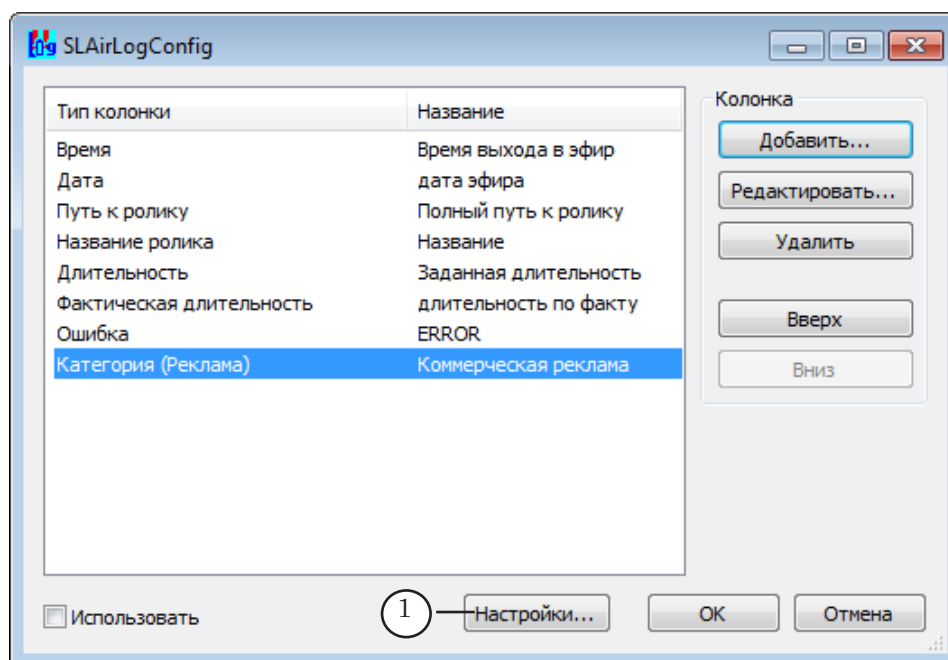 SLAirLogConfig
Тип колонки Название
Время Время выхода в эфир
Дата дата эфира
Путь к ролику Полный путь к ролику
Название ролика Название
Длительность Заданная длительность
Фактическая длительность длительность по факту
Ошибка ERROR
Категория (Реклама) Коммерческая реклама
Колонка
Добавить...
Редактировать...
Удалить
Вверх
Вниз
Использовать 1 Настройки... OK Отмена